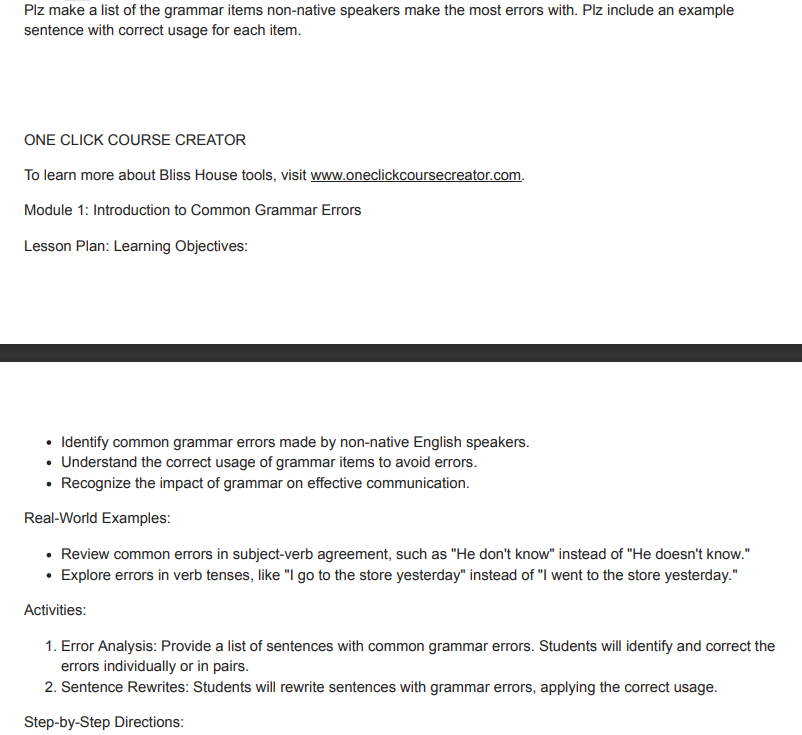 Plz make a list of the grammar items non-native speakers make the most errors with. Plz include an example
sentence with correct usage for each item.
ONE CLICK COURSE CREATOR
To learn more about Bliss House tools, visit www.oneclickcoursecreator.com.
Module 1: Introduction to Common Grammar Errors
Lesson Plan: Learning Objectives:
• Identify common grammar errors made by non-native English speakers.
• Understand the correct usage of grammar items to avoid errors.
• Recognize the impact of grammar on effective communication.
Real-World Examples:
• Review common errors in subject-verb agreement, such as "He don't know" instead of "He doesn't know."
• Explore errors in verb tenses, like "I go to the store yesterday" instead of "I went to the store yesterday."
Activities:
1. Error Analysis: Provide a list of sentences with common grammar errors. Students will identify and correct the
errors individually or in pairs.
2. Sentence Rewrites: Students will rewrite sentences with grammar errors, applying the correct usage.
Step-by-Step Directions: